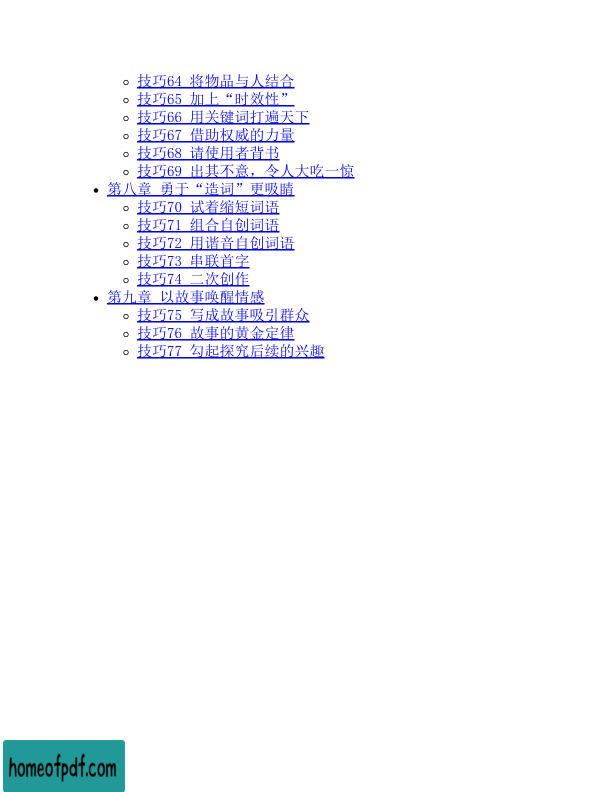 技巧64 将物品与人结合
技巧65 加上“时效性”
技巧66 用关键词打遍天下
技巧67 借助权威的力量
技巧68 请使用者背书
技巧69 出其不意，令人大吃一惊
第八章 勇于“造词”更吸睛
技巧70 试着缩短词语
技巧71 组合自创词语
技巧72 用谐音自创词语
技巧73 串联首字
技巧74 二次创作
第九章 以故事唤醒情感
技巧75 写成故事吸引群众
技巧76 故事的黄金定律
技巧77 勾起探究后续的兴趣
homeofpdf.com